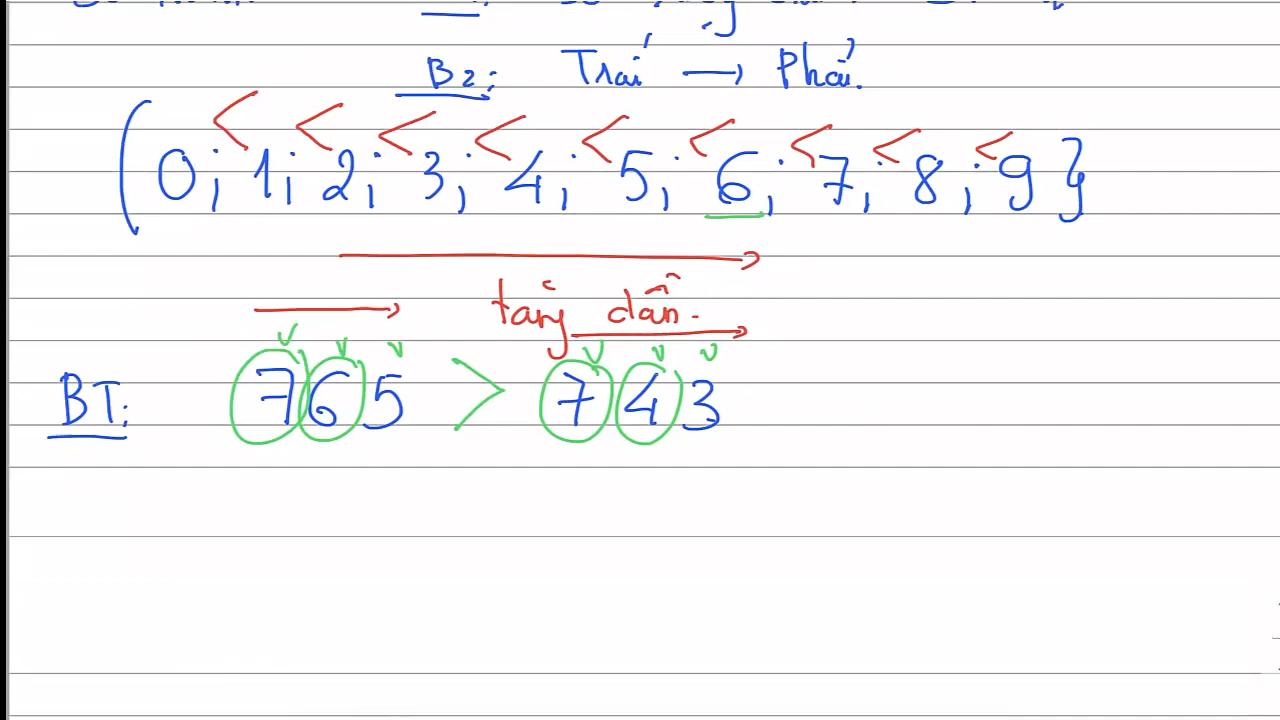 B2: Trái → Phải.
( 0 ; < 1 ; < 2 ; < 3 ; < 4 ; < 5 ; < 6 ; < 7 ; < 8 ; < 9 }
tăng dần.
BT: 765 > 743